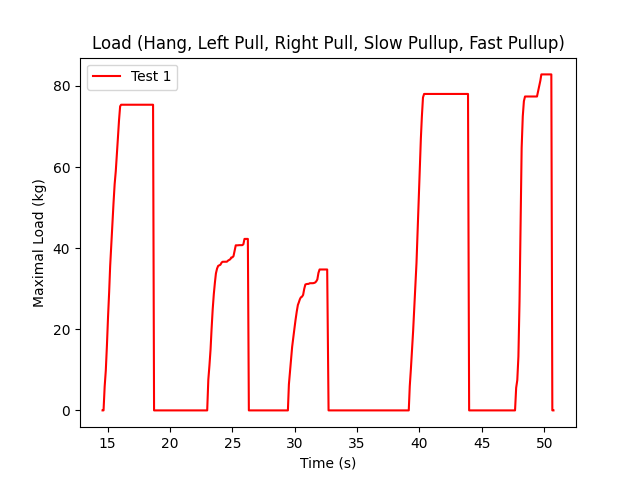 Load (Hang, Left Pull, Right Pull, Slow Pullup, Fast Pullup)
Test 1
Maximal Load (kg)
80
60
40
20
0
15 20 25 30 35 40 45 50
Time (s)